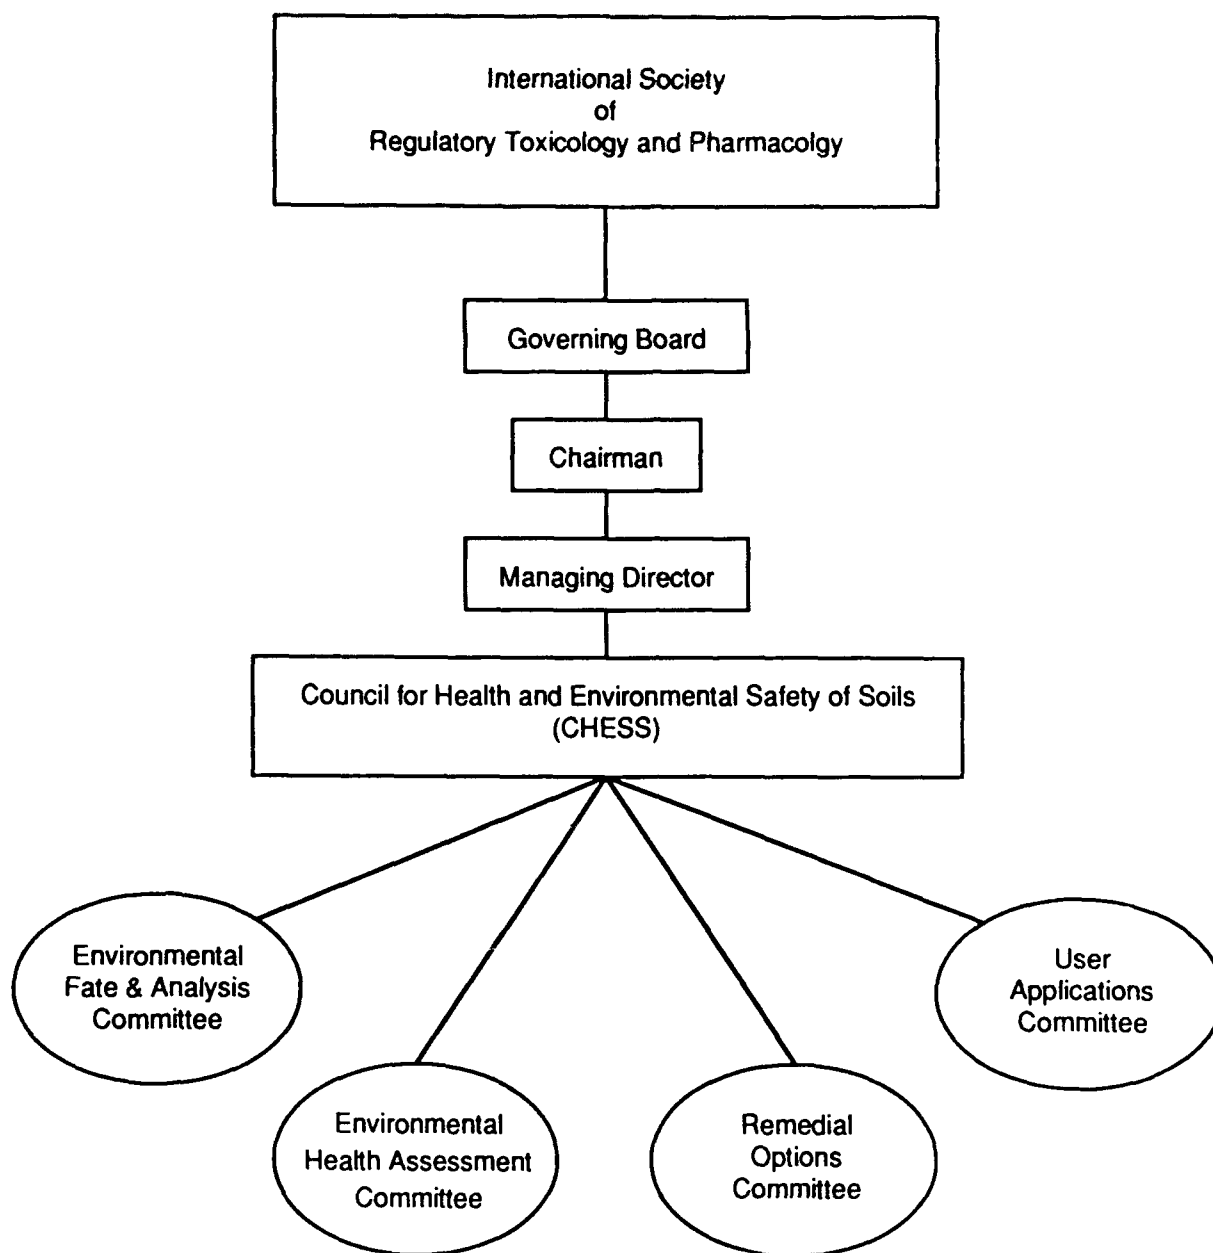 International Society
of
Regulatory Toxicology and Pharmacolgy
Governing Board
Chairman
Managing Director
Council for Health and Environmental Safety of Soils
(CHESS)
Environmental
Fate & Analysis
Committee
Environmental
Health Assessment
Committee
Remedial
Options
Committee
User
Applications
Committee